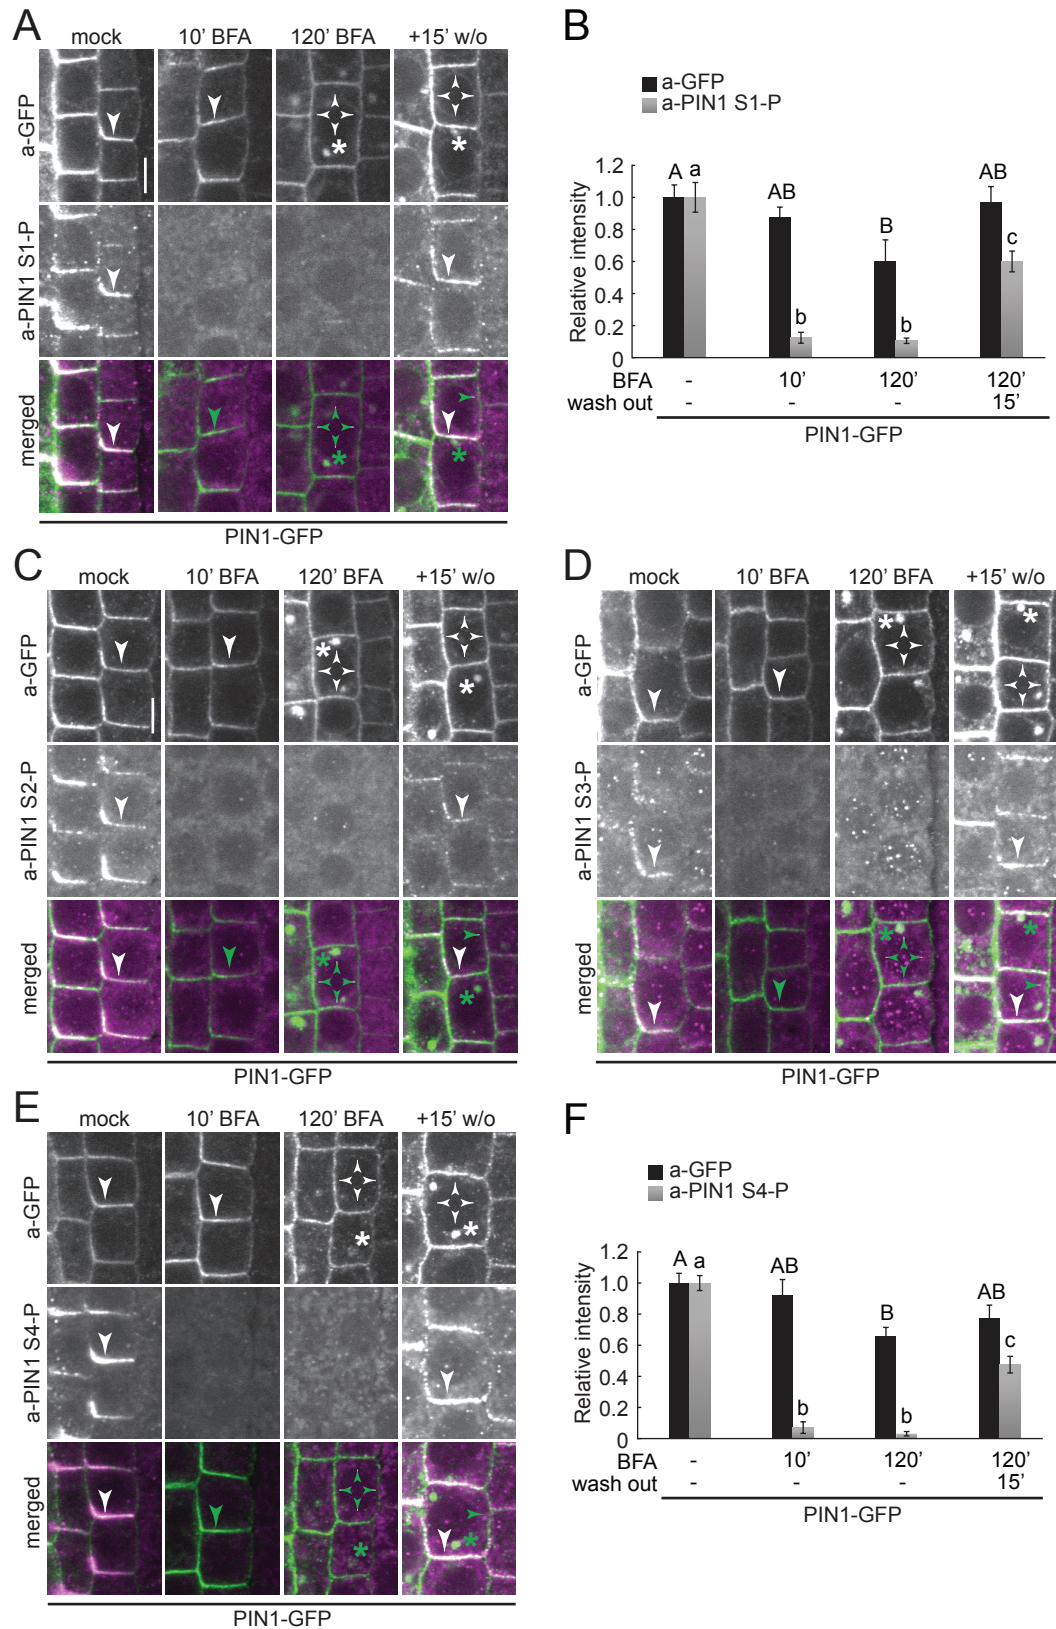 A
mock 10' BFA 120' BFA +15' w/o
a-GFP
a-PIN1 S1-P
merged
PIN1-GFP
B
a-GFP
a-PIN1 S1-P
Relative intensity
1.2
1.0
0.8
0.6
0.4
0.2
0
A a AB b B b AB c
BFA - 10' 120' 120'
wash out - - - 15'
PIN1-GFP
C
mock 10' BFA 120' BFA +15' w/o
a-GFP
* *
a-PIN1 S2-P
merged
* *
PIN1-GFP
D
mock 10' BFA 120' BFA +15' w/o
a-GFP
* *
a-PIN1 S3-P
merged
* *
PIN1-GFP
E
mock 10' BFA 120' BFA +15' w/o
a-GFP
* *
a-PIN1 S4-P
merged
* *
PIN1-GFP
F
a-GFP
a-PIN1 S4-P
Relative intensity
1.2
1.0
0.8
0.6
0.4
0.2
0
A a AB b B b AB c
BFA - 10' 120' 120'
wash out - - - 15'
PIN1-GFP